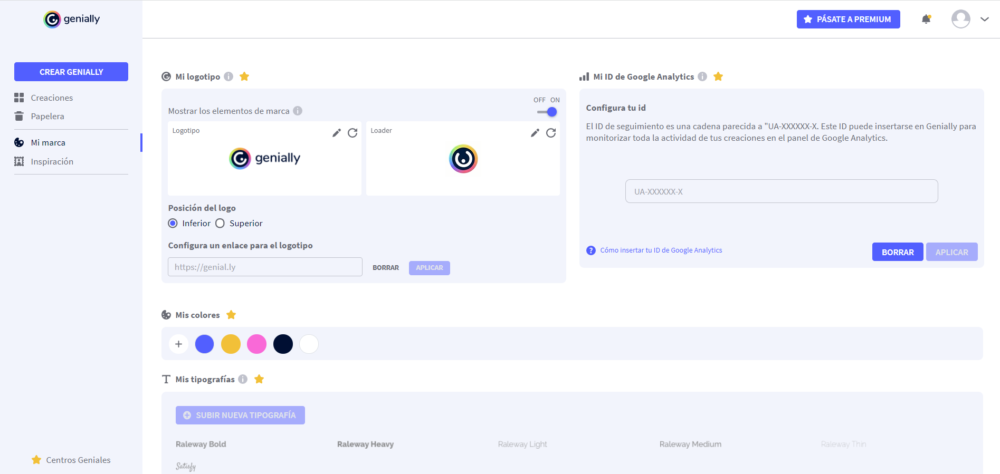 genially
PÁSATE A PREMIUM
CREAR GENIALLY
Creaciones
Papelera
Mi marca
Inspiración
Centros Geniales
Mi logotipo
Mostrar los elementos de marca
OFF ON
Logotipo
genially
Loader
Posición del logo
Inferior Superior
Configura un enlace para el logotipo
https://genial.ly BORRAR APLICAR
Mi ID de Google Analytics
Configura tu id
El ID de seguimiento es una cadena parecida a "UA-XXXXXX-X. Este ID puede insertarse en Genially para
monitorizar toda la actividad de tus creaciones en el panel de Google Analytics.
UA-XXXXXX-X
Cómo insertar tu ID de Google Analytics
BORRAR APLICAR
Mis colores
Mis tipografías
SUBIR NUEVA TIPOGRAFÍA
Raleway Bold Raleway Heavy Raleway Light Raleway Medium Raleway Thin
Satisfy